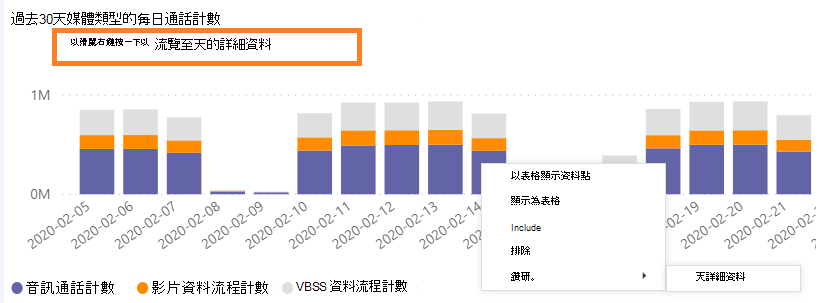 過去30天媒體類型的每日通話計數
以滑鼠右鍵按一下以 流覽至天的詳細資料
1M
0M
2020-02-05
2020-02-06
2020-02-07
2020-02-08
2020-02-09
2020-02-10
2020-02-11
2020-02-12
2020-02-13
2020-02-14
-02-19
2020-02-20
2020-02-21
以表格顯示資料點
顯示為表格
Include
排除
鑽研。
天詳細資料
音訊通話計數 影片資料流程計數 VBSS 資料流程計數